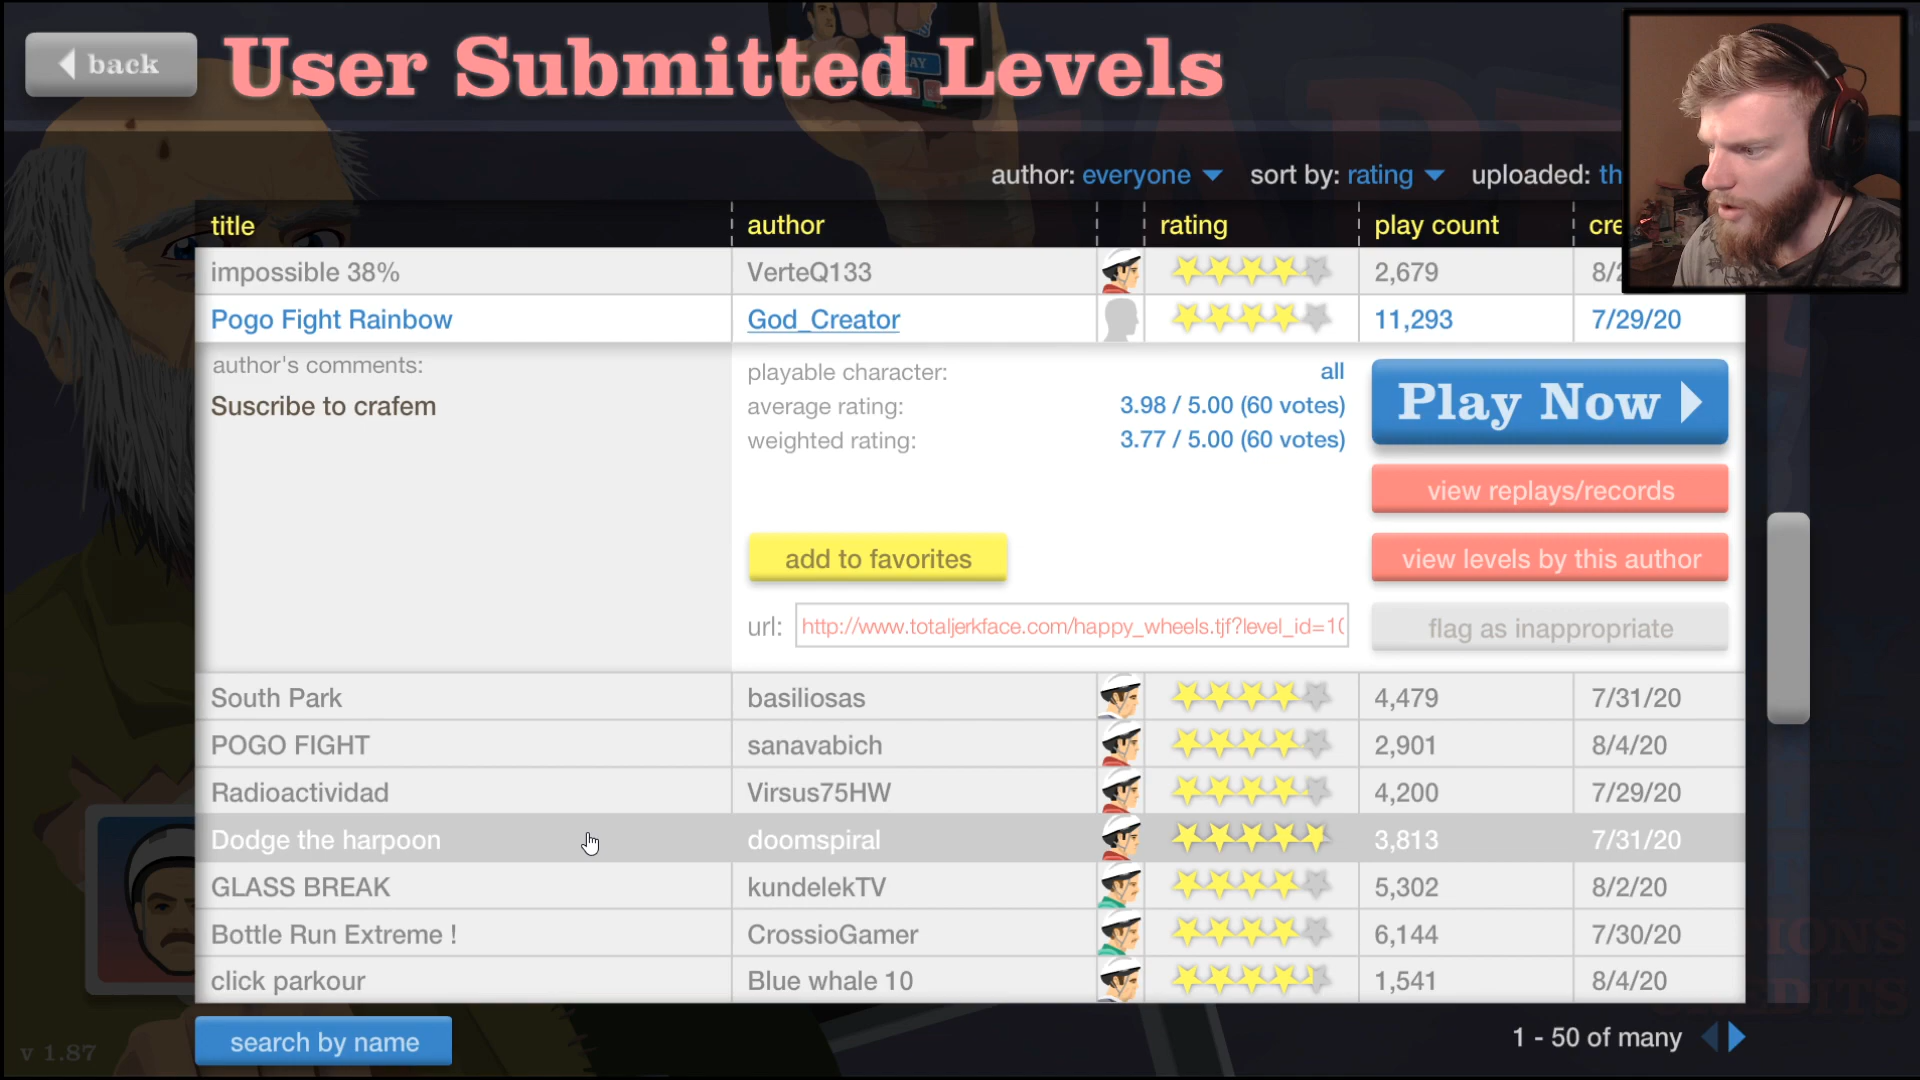 back
User Submitted Levels
author: everyone sort by: rating uploaded: th
title author rating play count cre
impossible 38% VerteQ133 2,679 8/2
Pogo Fight Rainbow God_Creator 11,293 7/29/20
author's comments:
Suscribe to crafem
playable character: all
average rating: 3.98 / 5.00 (60 votes)
weighted rating: 3.77 / 5.00 (60 votes)
Play Now
view replays/records
add to favorites
view levels by this author
url: http://www.totaljerkface.com/happy_wheels.tjf?level_id=1(
flag as inappropriate
South Park basiliosas 4,479 7/31/20
POGO FIGHT sanavabich 2,901 8/4/20
Radioactividad Virsus75HW 4,200 7/29/20
Dodge the harpoon doomspiral 3,813 7/31/20
GLASS BREAK kundelekTV 5,302 8/2/20
Bottle Run Extreme ! CrossioGamer 6,144 7/30/20
click parkour Blue whale 10 1,541 8/4/20
search by name
1 - 50 of many
v 1.87